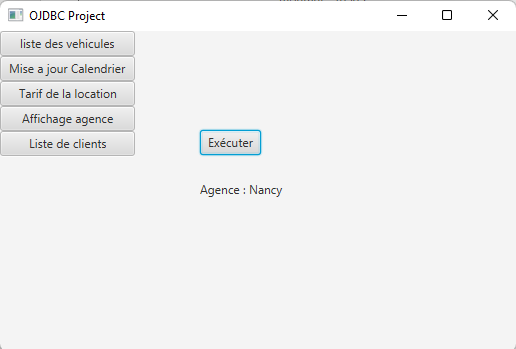 OJDBC Project
liste des vehicules
Mise a jour Calendrier
Tarif de la location
Affichage agence
Liste de clients
Exécuter
Agence : Nancy